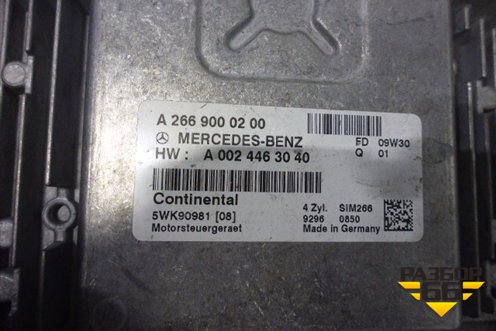 A 266 900 02 00
MERCEDES-BENZ
FD 09W30
HW : A 002 446 30 40
Q 01
Continental
5WK90981 [08]
Motorsteuergeraet
4 Zyl. SIM266
9296 0850
Made in Germany
РАЗБОР
66